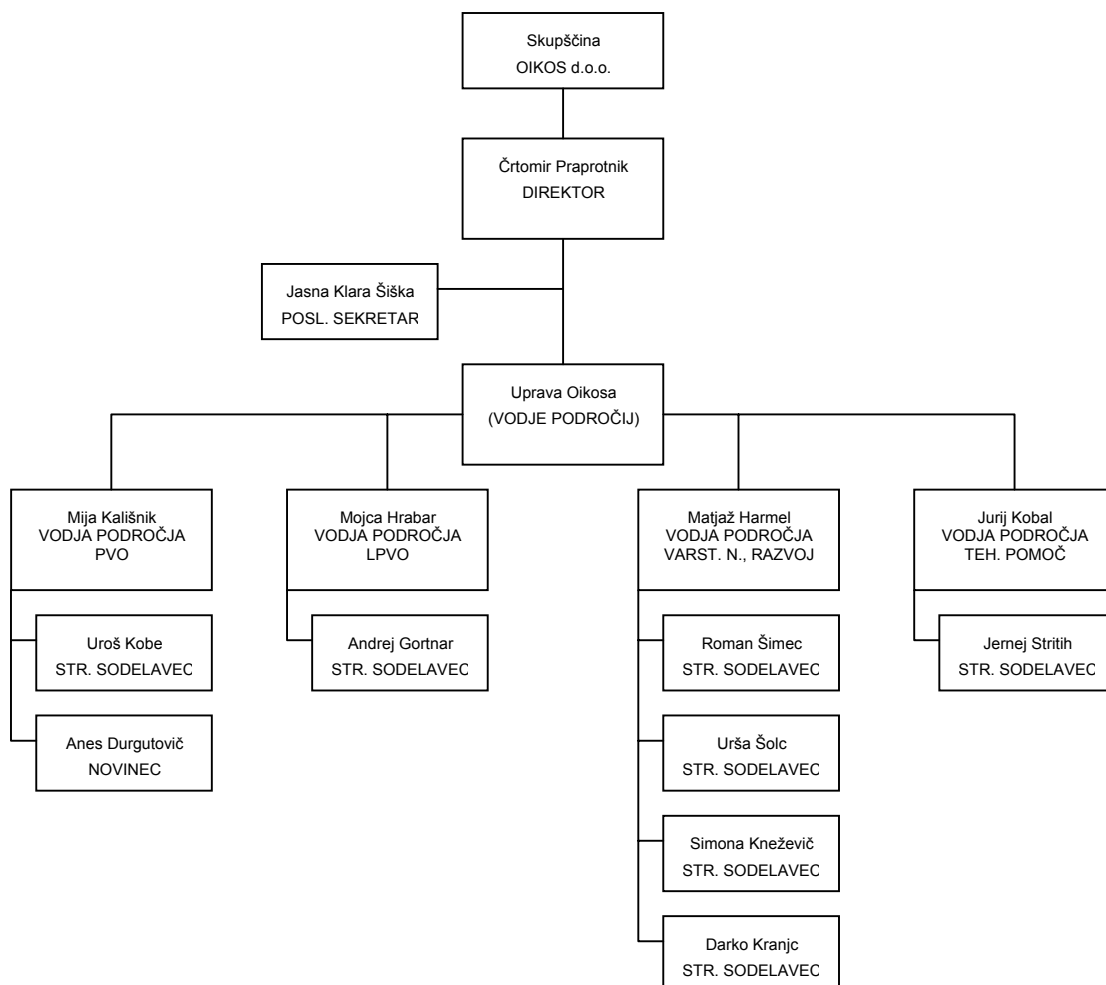 Skupščina
OIKOS d.o.o.
Črtomir Praprotnik
DIREKTOR
Jasna Klara Šiška
POSL. SEKRETAR
Uprava Oikosa
(VODJE PODROČIJ)
Mija Kališnik
VODJA PODROČJA
PVO
Uroš Kobe
STR. SODELAVEC
Anes Durgutovič
NOVINEC
Mojca Hrabar
VODJA PODROČJA
LPVO
Andrej Gortnar
STR. SODELAVEC
Matjaž Harmel
VODJA PODROČJA
VARST. N., RAZVOJ
Roman Šimec
STR. SODELAVEC
Urša Šolc
STR. SODELAVEC
Simona Kneževič
STR. SODELAVEC
Darko Kranjc
STR. SODELAVEC
Jurij Kobal
VODJA PODROČJA
TEH. POMOČ
Jernej Stritih
STR. SODELAVEC